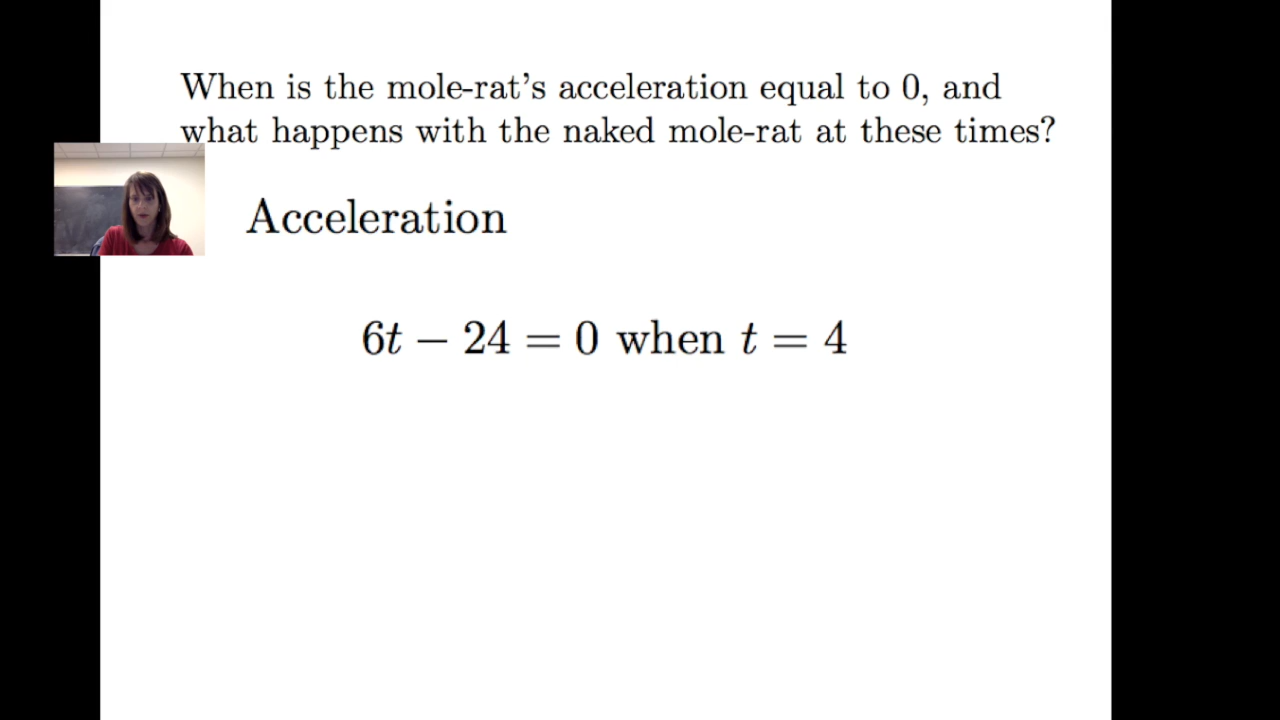 When is the mole-rat's acceleration equal to 0, and
what happens with the naked mole-rat at these times?
Acceleration
6t − 24 = 0 when t = 4